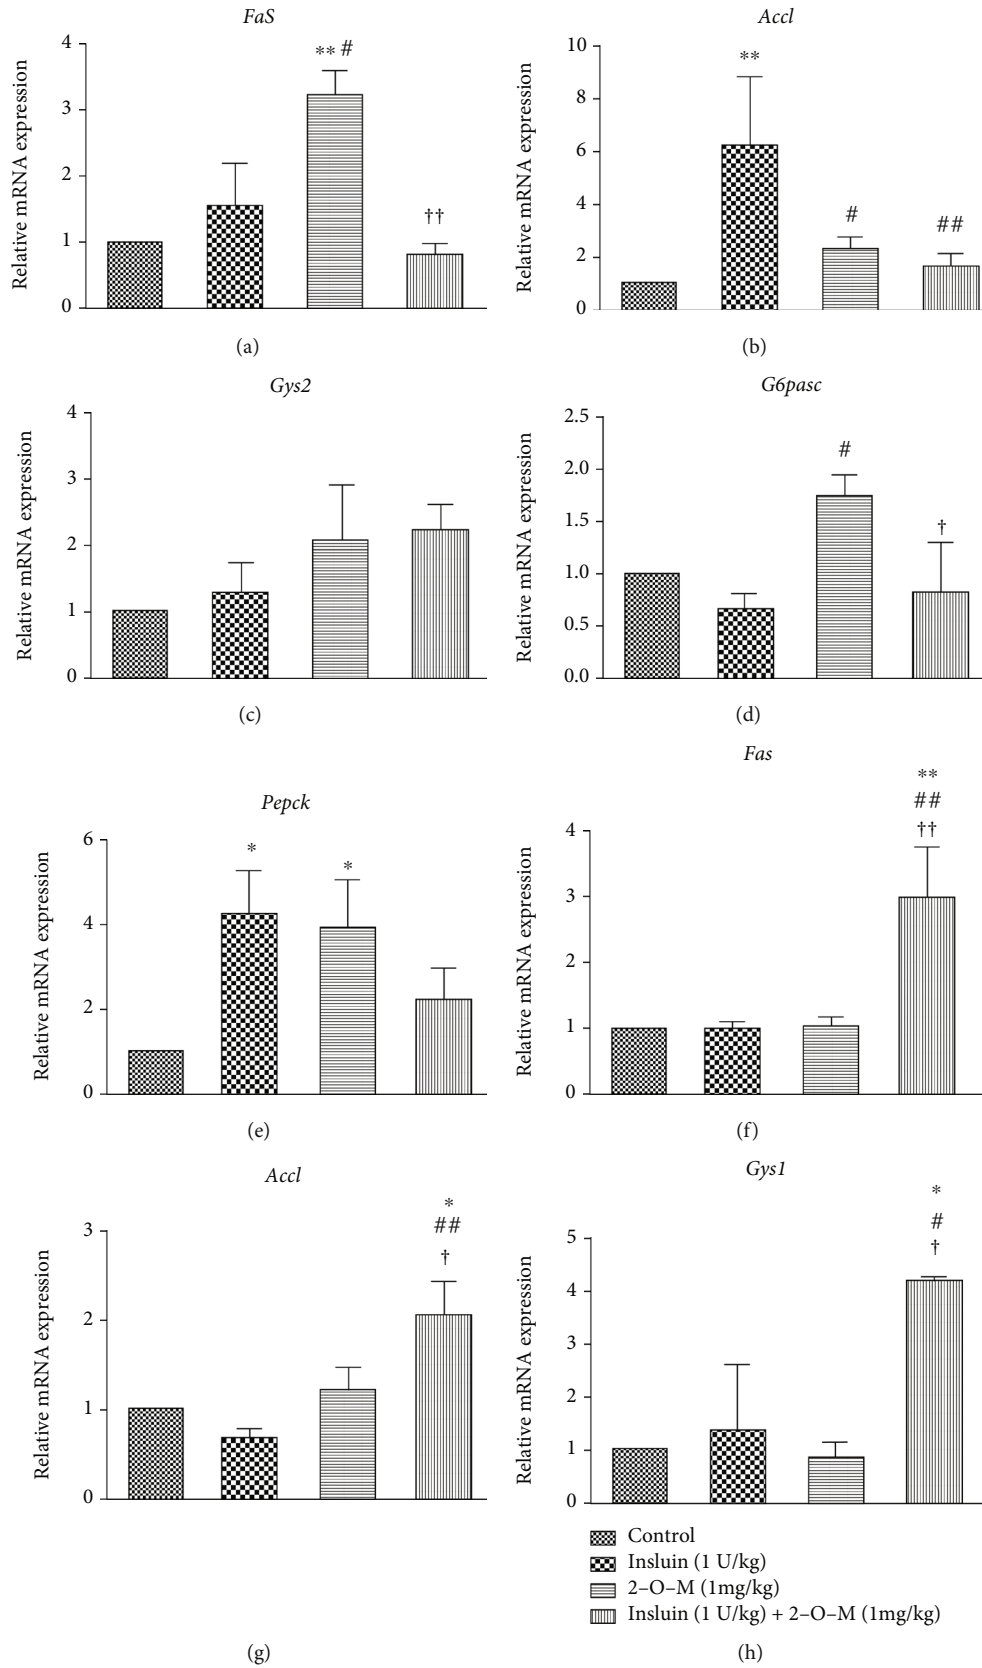 FaS
Relative mRNA expression
4
3
2
1
0
** #
††
(a)
Accl
Relative mRNA expression
10
8
6
4
2
0
**
#
##
(b)
Gys2
Relative mRNA expression
4
3
2
1
0
(c)
G6pasc
Relative mRNA expression
2.5
2.0
1.5
1.0
0.5
0.0
#
†
(d)
Pepck
Relative mRNA expression
6
4
2
0
*
*
(e)
Fas
Relative mRNA expression
4
3
2
1
0
**
##
††
(f)
Accl
Relative mRNA expression
3
2
1
0
*
##
†
(g)
Gys1
Relative mRNA expression
5
4
3
2
1
0
*
#
†
Control
Insluin (1 U/kg)
2–O–M (1mg/kg)
Insluin (1 U/kg) + 2–O–M (1mg/kg)
(h)